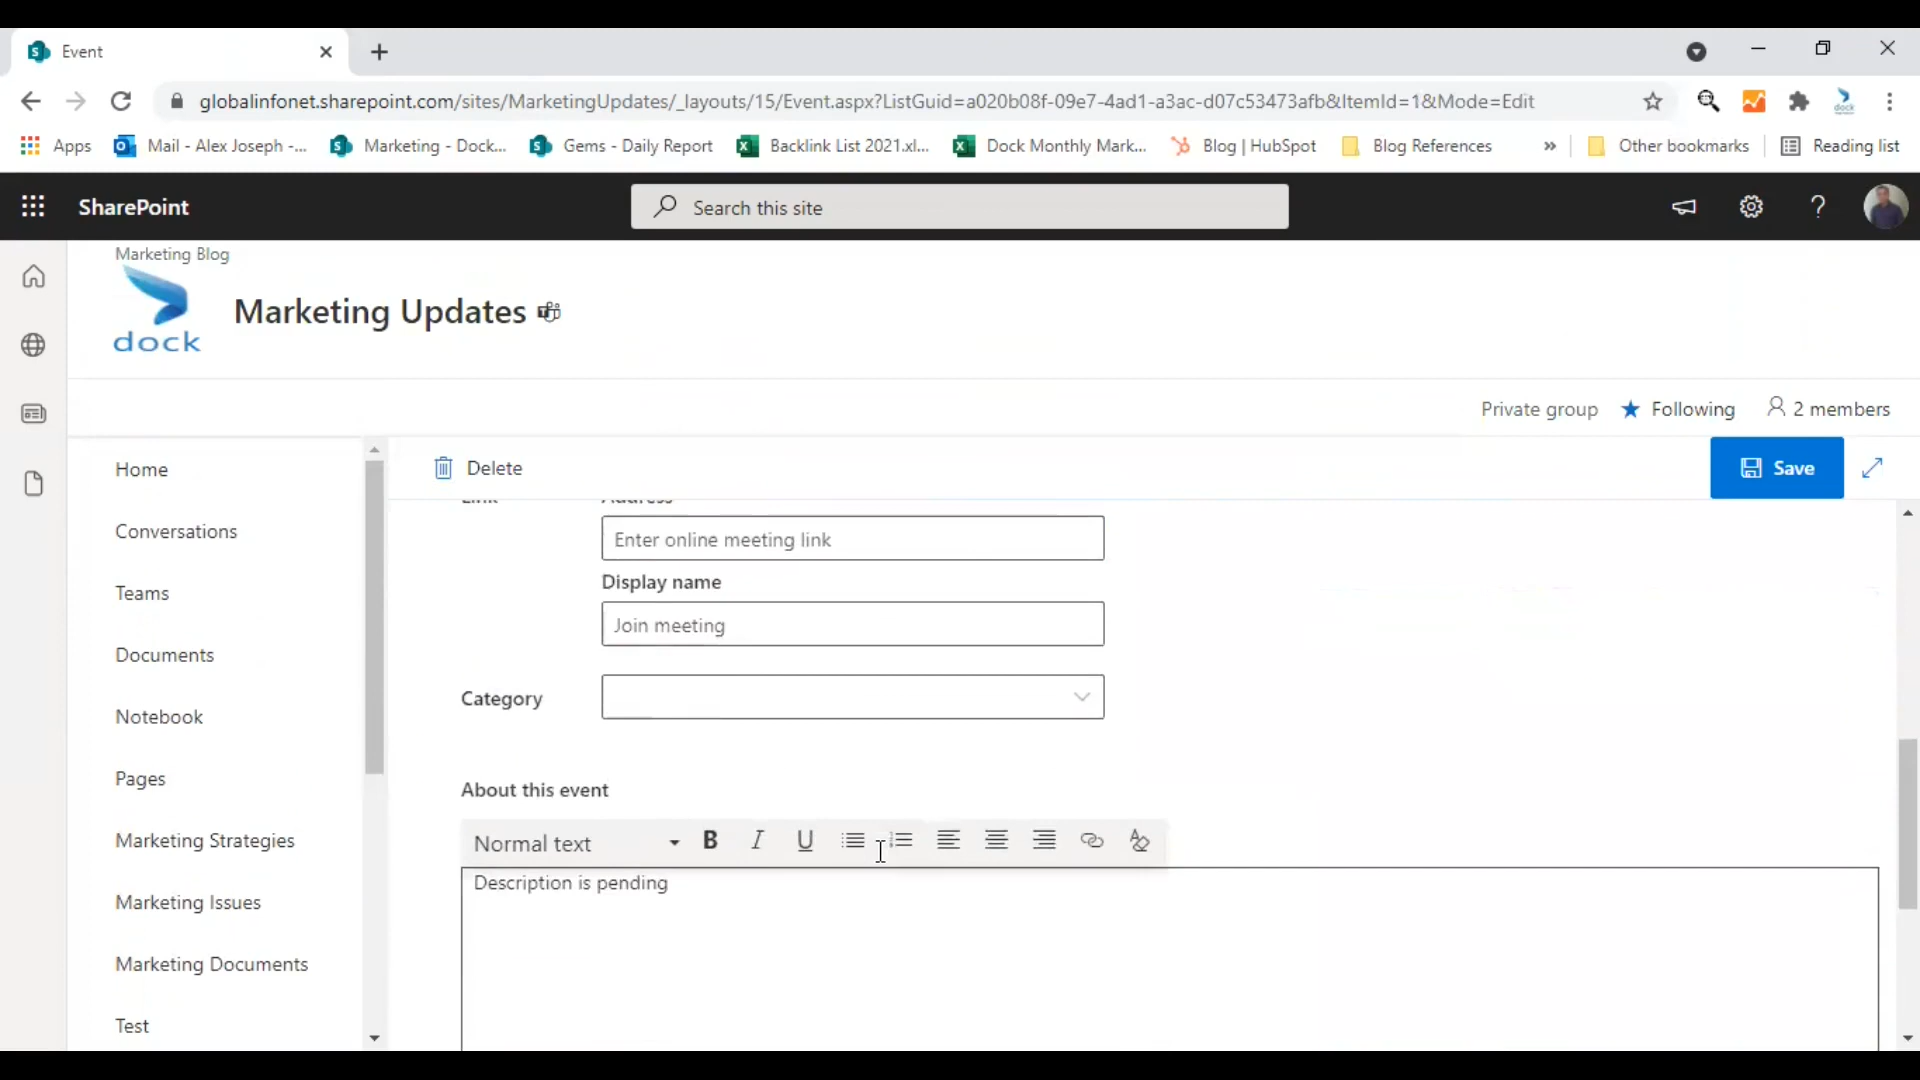 Event
globalinfonet.sharepoint.com/sites/MarketingUpdates/_layouts/15/Event.aspx?ListGuid=a020b08f-09e7-4ad1-a3ac-d07c53473afb&ItemId=1&Mode=Edit
Apps Mail - Alex Joseph -... Marketing - Dock... Gems - Daily Report Backlink List 2021.xl... Dock Monthly Mark... Blog | HubSpot Blog References » Other bookmarks Reading list
SharePoint Search this site
Marketing Blog
dock
Marketing Updates
Private group Following 2 members
Home
Conversations
Teams
Documents
Notebook
Pages
Marketing Strategies
Marketing Issues
Marketing Documents
Test
Delete Save
Link Address
Enter online meeting link
Display name
Join meeting
Category
About this event
Normal text B I U
Description is pending